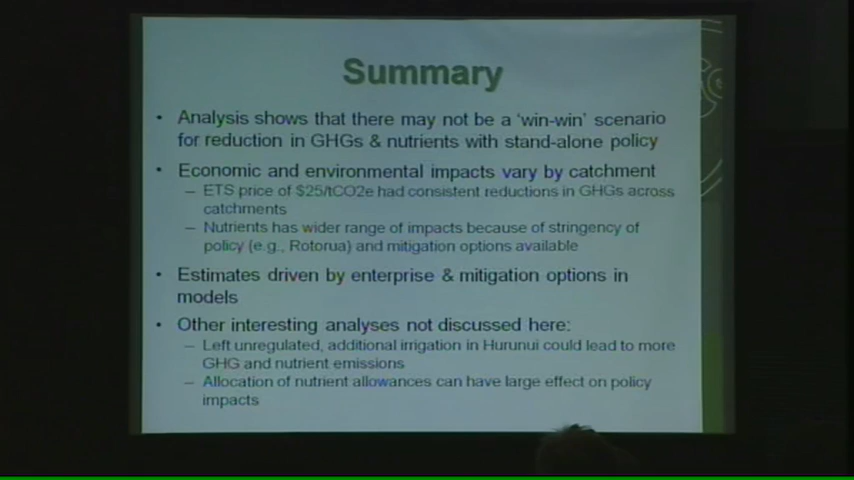 Summary
• Analysis shows that there may not be a 'win-win' scenario
for reduction in GHGs & nutrients with stand-alone policy
• Economic and environmental impacts vary by catchment
– ETS price of $25/tCO2e had consistent reductions in GHGs across
catchments
– Nutrients has wider range of impacts because of stringency of
policy (e.g., Rotorua) and mitigation options available
• Estimates driven by enterprise & mitigation options in
models
• Other interesting analyses not discussed here:
– Left unregulated, additional irrigation in Hurunui could lead to more
GHG and nutrient emissions
– Allocation of nutrient allowances can have large effect on policy
impacts